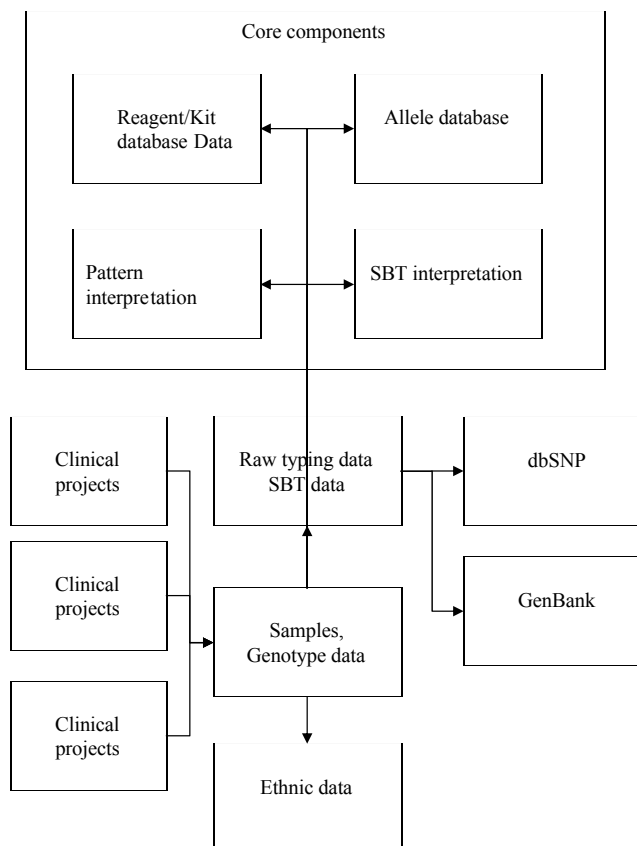 Core components
Reagent/Kit
database Data
Allele database
Pattern
interpretation
SBT interpretation
Clinical
projects
Raw typing data
SBT data
dbSNP
Clinical
projects
Samples,
Genotype data
GenBank
Clinical
projects
Ethnic data